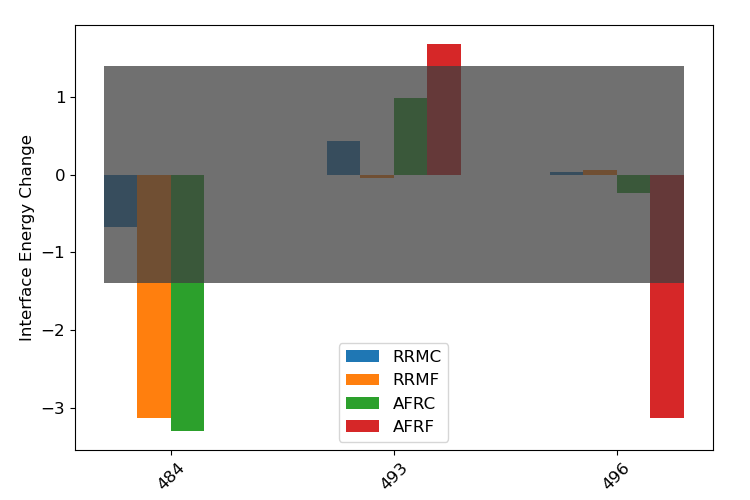 Interface Energy Change
1
0
−1
−2
−3
484
493
496
RRMC
RRMF
AFRC
AFRF